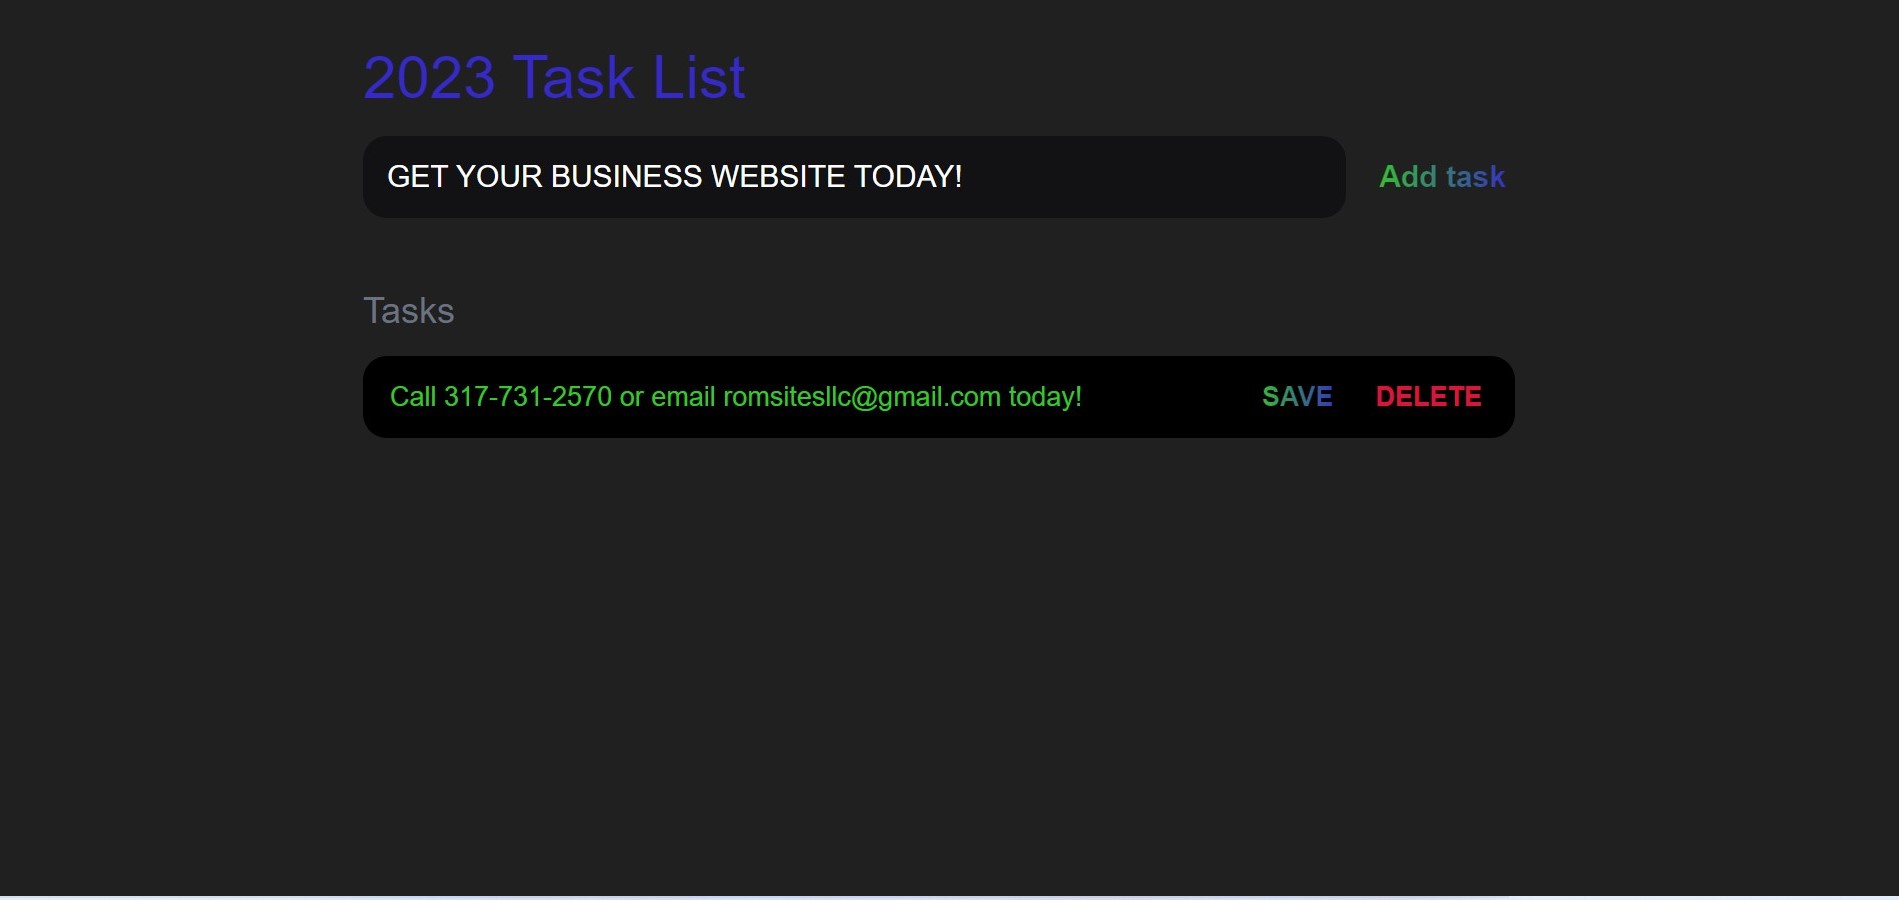 2023 Task List
GET YOUR BUSINESS WEBSITE TODAY! Add task
Tasks
Call 317-731-2570 or email romsitesllc@gmail.com today! SAVE DELETE